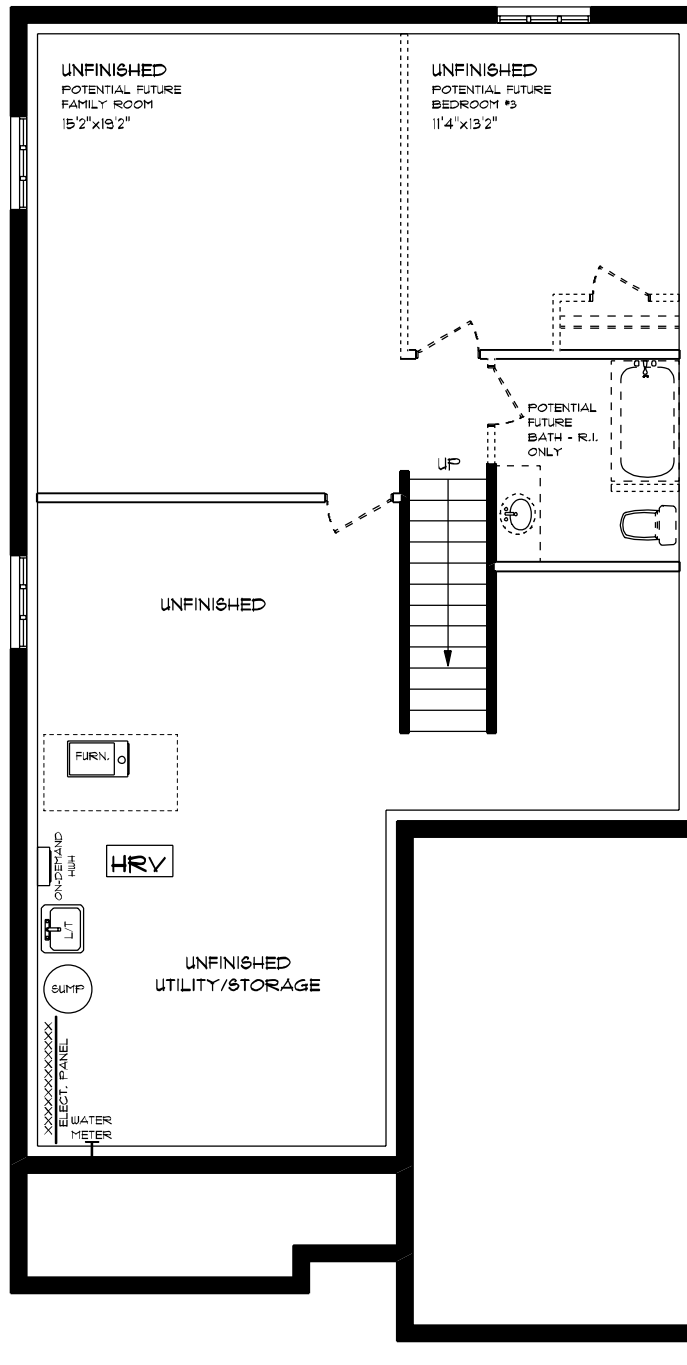 UNFINISHED
POTENTIAL FUTURE
FAMILY ROOM
15'2"x19'2"
UNFINISHED
POTENTIAL FUTURE
BEDROOM #3
11'4"x13'2"
POTENTIAL
FUTURE
BATH - R.I.
ONLY
UP
UNFINISHED
FURN.
ON-DEMAND
HWH
HRV
L/T
UNFINISHED
UTILITY/STORAGE
SUMP
XXXXXXXXXXXXX
ELECT. PANEL
WATER
METER